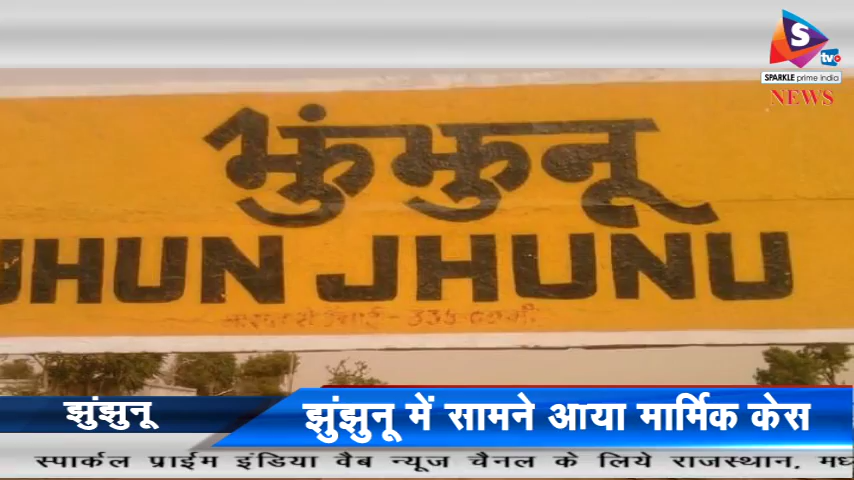 S
tv
SPARKLE prime india
NEWS
झुंझुनू
JHUN JHUNU
झुंझुनू
झुंझुनू में सामने आया मार्मिक केस
स्पार्कल प्राईम इंडिया वैब न्यूज चैनल के लिये राजस्थान, मध्